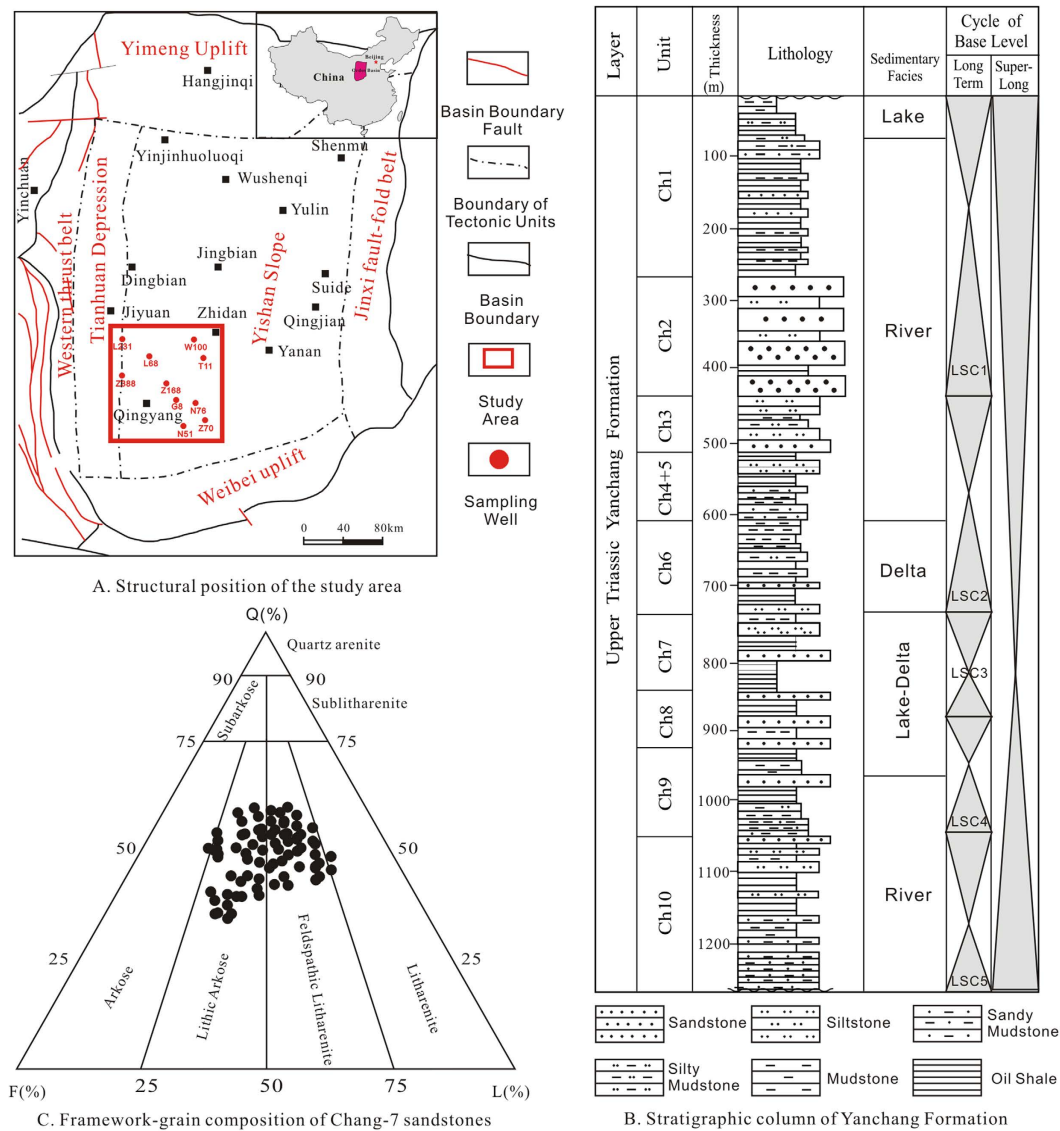 Yimeng Uplift
Hangjinqi
Beijing
China
Ordos Basin
Yinjinhuoluoqi
Shenmu
Wushenqi
Yulin
Yinchuan
Western thrust belt
Tianhuan Depression
Jingbian
Dingbian
Yishan Slope
Suide
Jinxi fault-fold belt
Jiyuan
Zhidan
Qingjian
Yanan
L231
W100
L68
T11
Z388
Z168
G8
N76
Qingyang
Z70
N51
Weibei uplift
0 40 80km
Basin Boundary
Fault
Boundary of
Tectonic Units
Basin
Boundary
Study
Area
Sampling
Well
A. Structural position of the study area
Q(%)
Quartz arenite
90 90
Subarkose
Sublitharenite
75 75
50 50
25 25
Arkose
Lithic Arkose
Feldspathic Litharenite
Litharenite
F(%) 25 50 75 L(%)
C. Framework-grain composition of Chang-7 sandstones
Layer
Unit
Thickness
(m)
Lithology
Sedimentary
Facies
Cycle of
Base Level
Long
Term
Super-
Long
Upper Triassic Yanchang Formation
Ch1
Ch2
Ch3
Ch4+5
Ch6
Ch7
Ch8
Ch9
Ch10
100
200
300
400
500
600
700
800
900
1000
1100
1200
Lake
River
Delta
Lake-Delta
River
LSC1
LSC2
LSC3
LSC4
LSC5
Sandstone
Siltstone
Sandy
Mudstone
Silty
Mudstone
Mudstone
Oil Shale
B. Stratigraphic column of Yanchang Formation